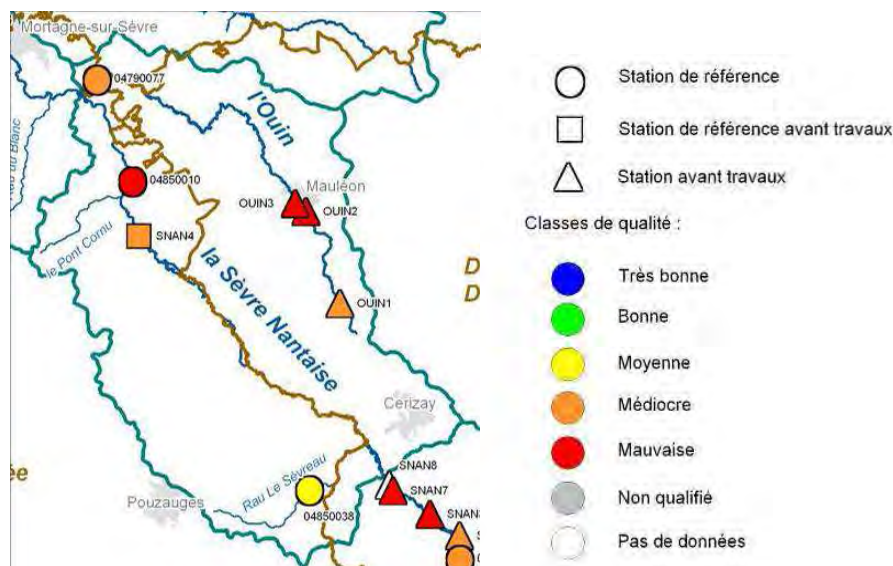 Mortagne-sur-Sèvre
04790077
l'Ouin
04850010
Mauléon
OUIN3
OUIN2
SNAN4
le Pont Cornu
la Sèvre Nantaise
OUIN1
Cerizay
SNAN8
SNAN7
Rau Le Sévreau
Pouzauges
04850038
Station de référence
Station de référence avant travaux
Station avant travaux
Classes de qualité :
Très bonne
Bonne
Moyenne
Médiocre
Mauvaise
Non qualifié
Pas de données